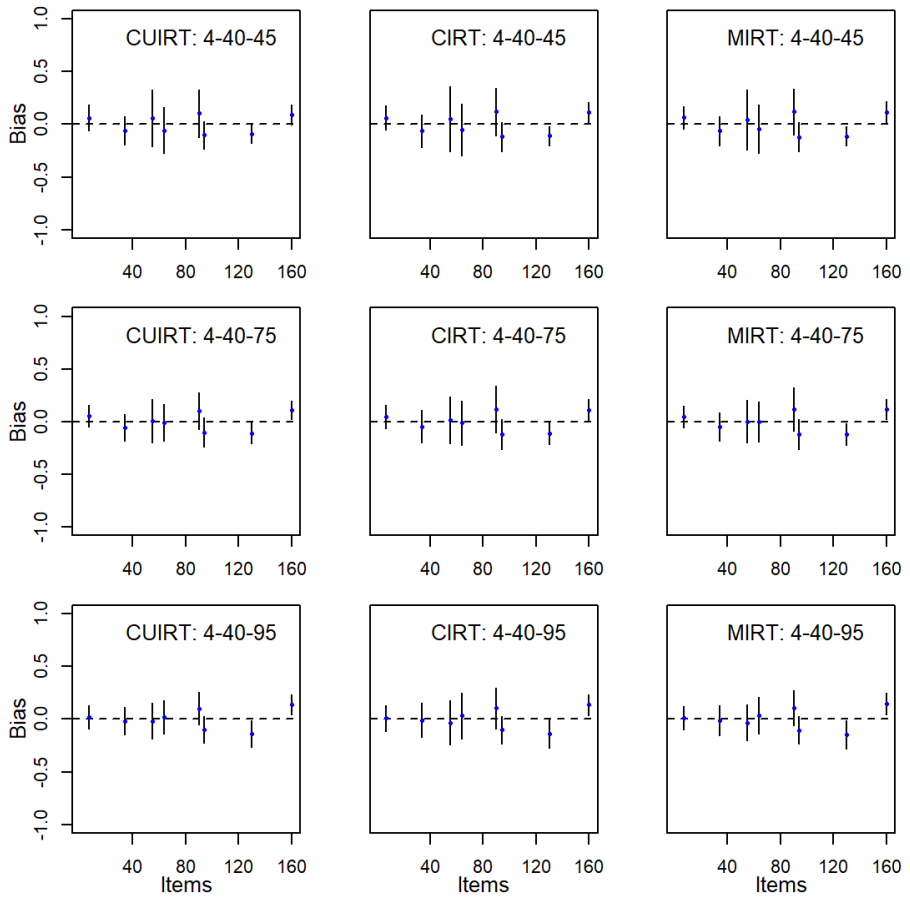 CUIRT: 4-40-45
CIRT: 4-40-45
MIRT: 4-40-45
Bias
1.0
0.5
0.0
-0.5
-1.0
40 80 120 160
40 80 120 160
40 80 120 160
CUIRT: 4-40-75
CIRT: 4-40-75
MIRT: 4-40-75
Bias
1.0
0.5
0.0
-0.5
-1.0
40 80 120 160
40 80 120 160
40 80 120 160
CUIRT: 4-40-95
CIRT: 4-40-95
MIRT: 4-40-95
Bias
1.0
0.5
0.0
-0.5
-1.0
40 80 120 160
40 80 120 160
40 80 120 160
Items
Items
Items